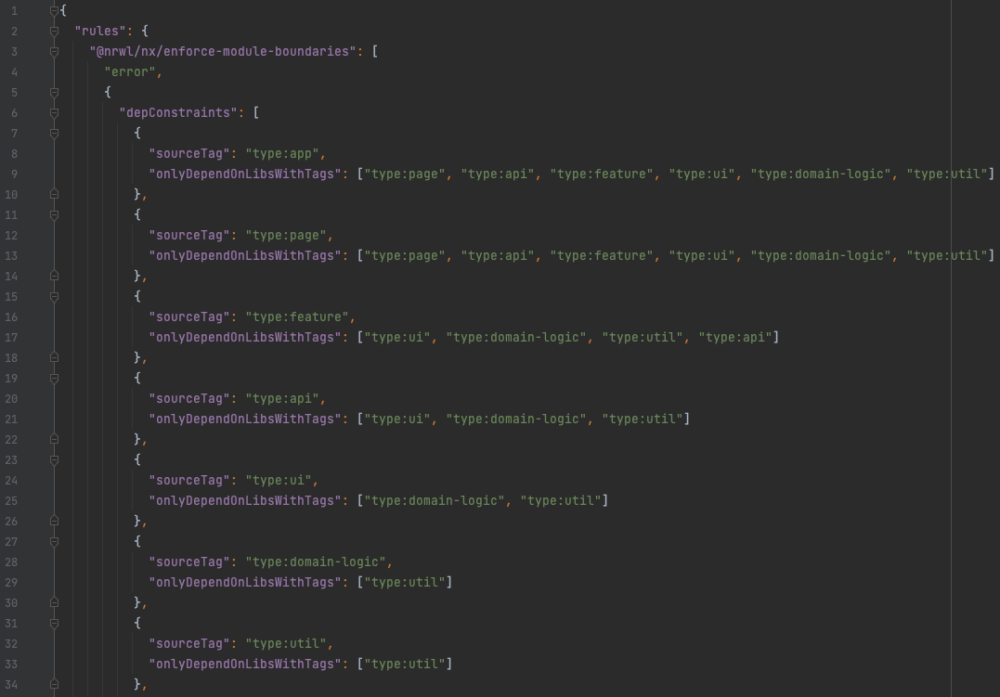 1 {
2 "rules": {
3 "@nrwl/nx/enforce-module-boundaries": [
4 "error",
5 {
6 "depConstraints": [
7 {
8 "sourceTag": "type:app",
9 "onlyDependOnLibsWithTags": ["type:page", "type:api", "type:feature", "type:ui", "type:domain-logic", "type:util"]
10 },
11 {
12 "sourceTag": "type:page",
13 "onlyDependOnLibsWithTags": ["type:page", "type:api", "type:feature", "type:ui", "type:domain-logic", "type:util"]
14 },
15 {
16 "sourceTag": "type:feature",
17 "onlyDependOnLibsWithTags": ["type:ui", "type:domain-logic", "type:util", "type:api"]
18 },
19 {
20 "sourceTag": "type:api",
21 "onlyDependOnLibsWithTags": ["type:ui", "type:domain-logic", "type:util"]
22 },
23 {
24 "sourceTag": "type:ui",
25 "onlyDependOnLibsWithTags": ["type:domain-logic", "type:util"]
26 },
27 {
28 "sourceTag": "type:domain-logic",
29 "onlyDependOnLibsWithTags": ["type:util"]
30 },
31 {
32 "sourceTag": "type:util",
33 "onlyDependOnLibsWithTags": ["type:util"]
34 },